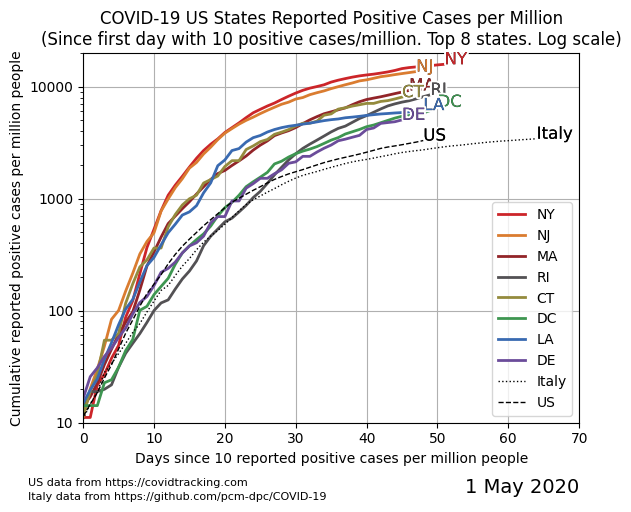 COVID-19 US States Reported Positive Cases per Million
(Since first day with 10 positive cases/million. Top 8 states. Log scale)
Cumulative reported positive cases per million people
10000
1000
100
10
NY
NJ
MA
CT
RI
DC
LA
DE
US
Italy
NY
NJ
MA
RI
CT
DC
LA
DE
Italy
US
0 10 20 30 40 50 60 70
Days since 10 reported positive cases per million people
US data from https://covidtracking.com
Italy data from https://github.com/pcm-dpc/COVID-19
1 May 2020